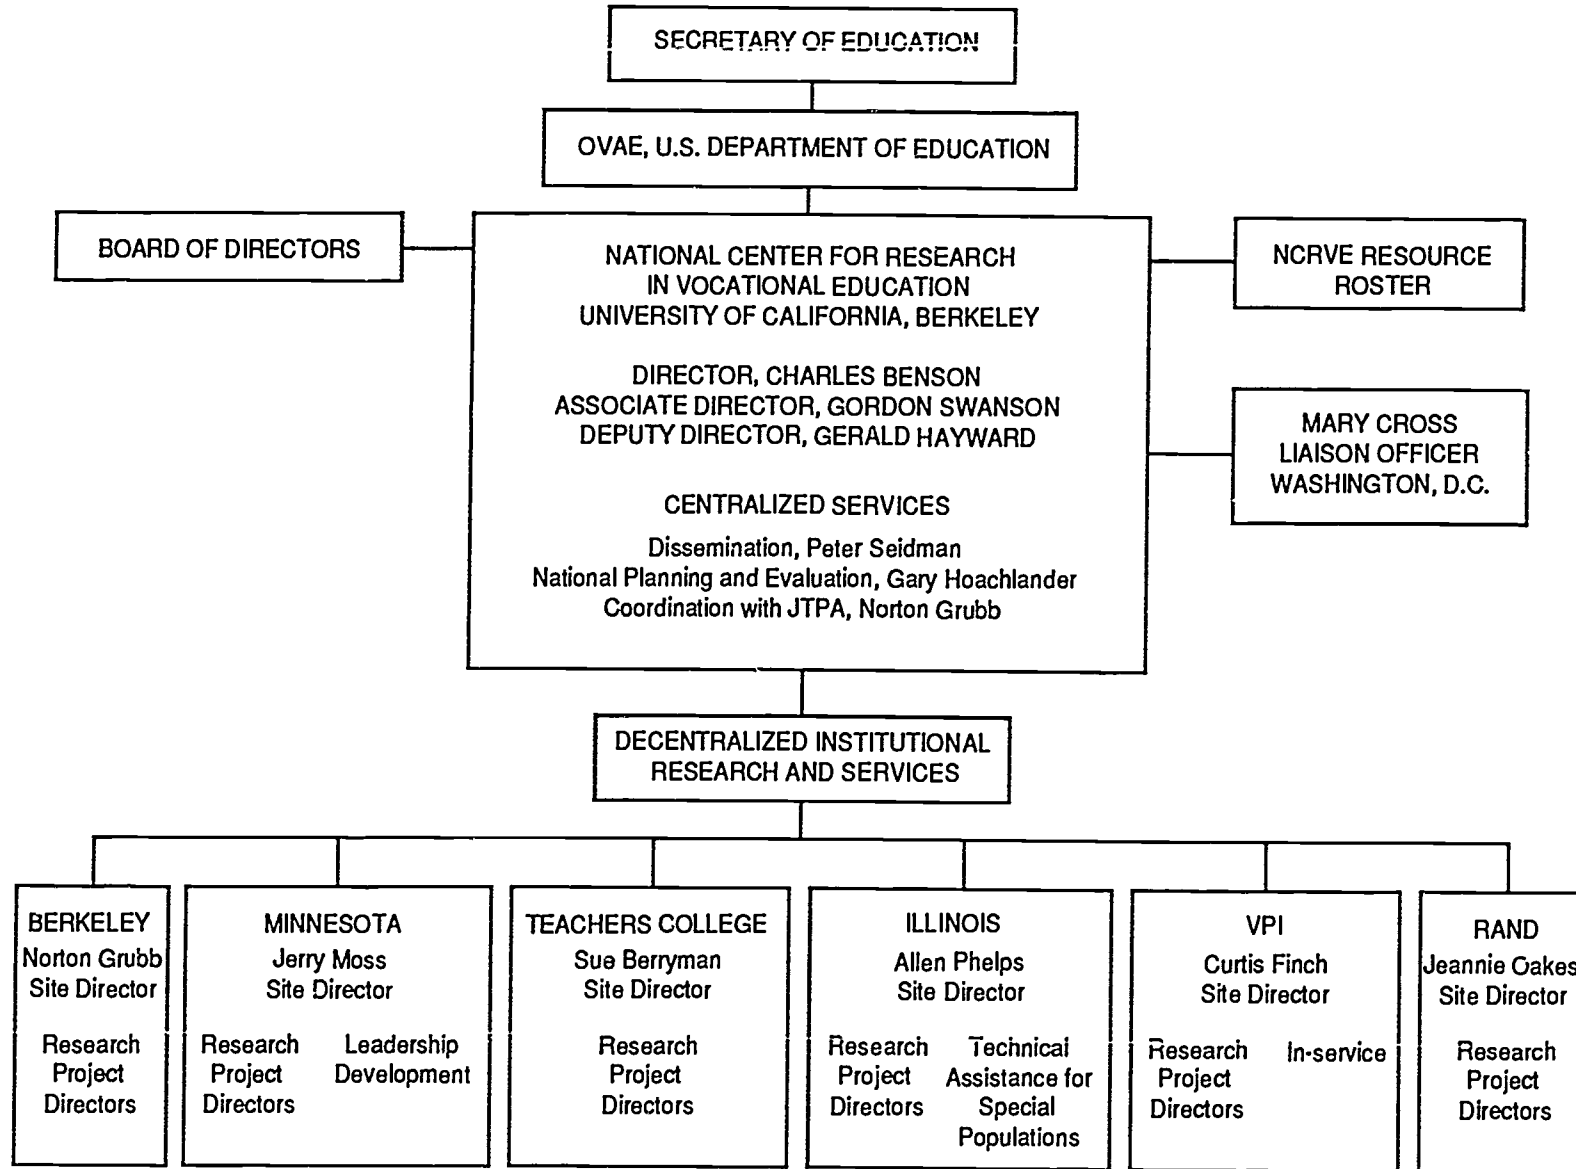 SECRETARY OF EDUCATION
OVAE, U.S. DEPARTMENT OF EDUCATION
BOARD OF DIRECTORS
NATIONAL CENTER FOR RESEARCH
IN VOCATIONAL EDUCATION
UNIVERSITY OF CALIFORNIA, BERKELEY
DIRECTOR, CHARLES BENSON
ASSOCIATE DIRECTOR, GORDON SWANSON
DEPUTY DIRECTOR, GERALD HAYWARD
CENTRALIZED SERVICES
Dissemination, Peter Seidman
National Planning and Evaluation, Gary Hoachlander
Coordination with JTPA, Norton Grubb
NCRVE RESOURCE
ROSTER
MARY CROSS
LIAISON OFFICER
WASHINGTON, D.C.
DECENTRALIZED INSTITUTIONAL
RESEARCH AND SERVICES
BERKELEY
Norton Grubb
Site Director
Research
Project
Directors
MINNESOTA
Jerry Moss
Site Director
Research
Project
Directors
Leadership
Development
TEACHERS COLLEGE
Sue Berryman
Site Director
Research
Project
Directors
ILLINOIS
Allen Phelps
Site Director
Research
Project
Directors
Technical
Assistance for
Special
Populations
VPI
Curtis Finch
Site Director
Research
Project
Directors
In-service
RAND
Jeannie Oakes
Site Director
Research
Project
Directors